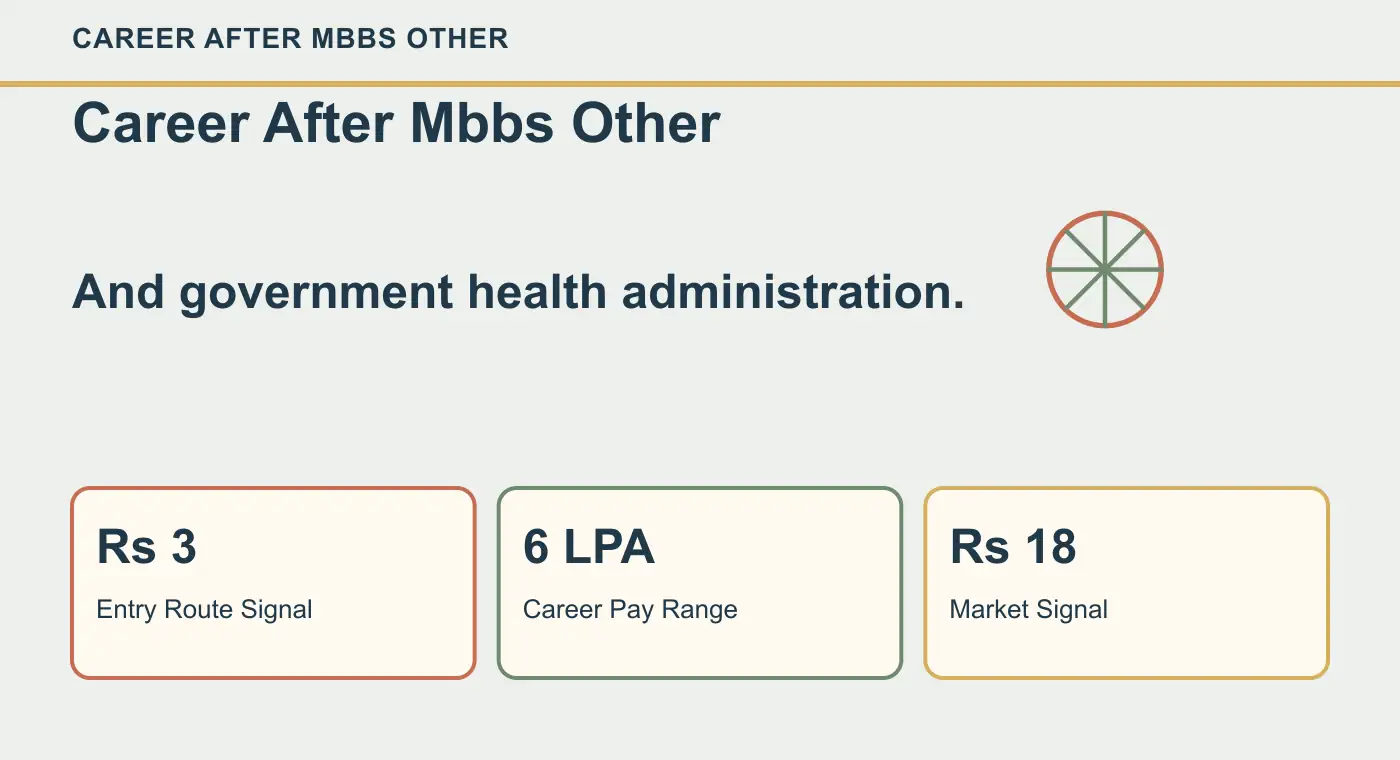 CAREER AFTER MBBS OTHER
Career After Mbbs Other
And government health administration.
Rs 3
Entry Route Signal
6 LPA
Career Pay Range
Rs 18
Market Signal